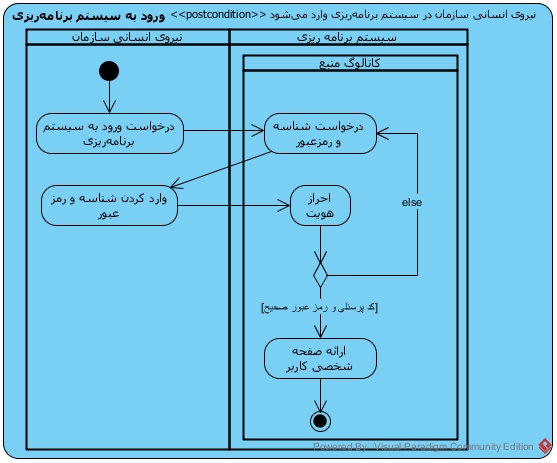 ورود به سیستم برنامه‌ریزی <<postcondition>> نیروی انسانی سازمان در سیستم برنامه‌ریزی وارد می‌شود
نیروی انسانی سازمان
سیستم برنامه ریزی
کاتالوگ منبع
درخواست ورود به سیستم
برنامه‌ریزی
درخواست شناسه
و رمزعبور
وارد کردن شناسه و رمز
عبور
احراز
هویت
else
[کد پرسنلی و رمز عبور صحیح]
ارائه صفحه
شخصی کاربر
Powered By Visual Paradigm Community Edition